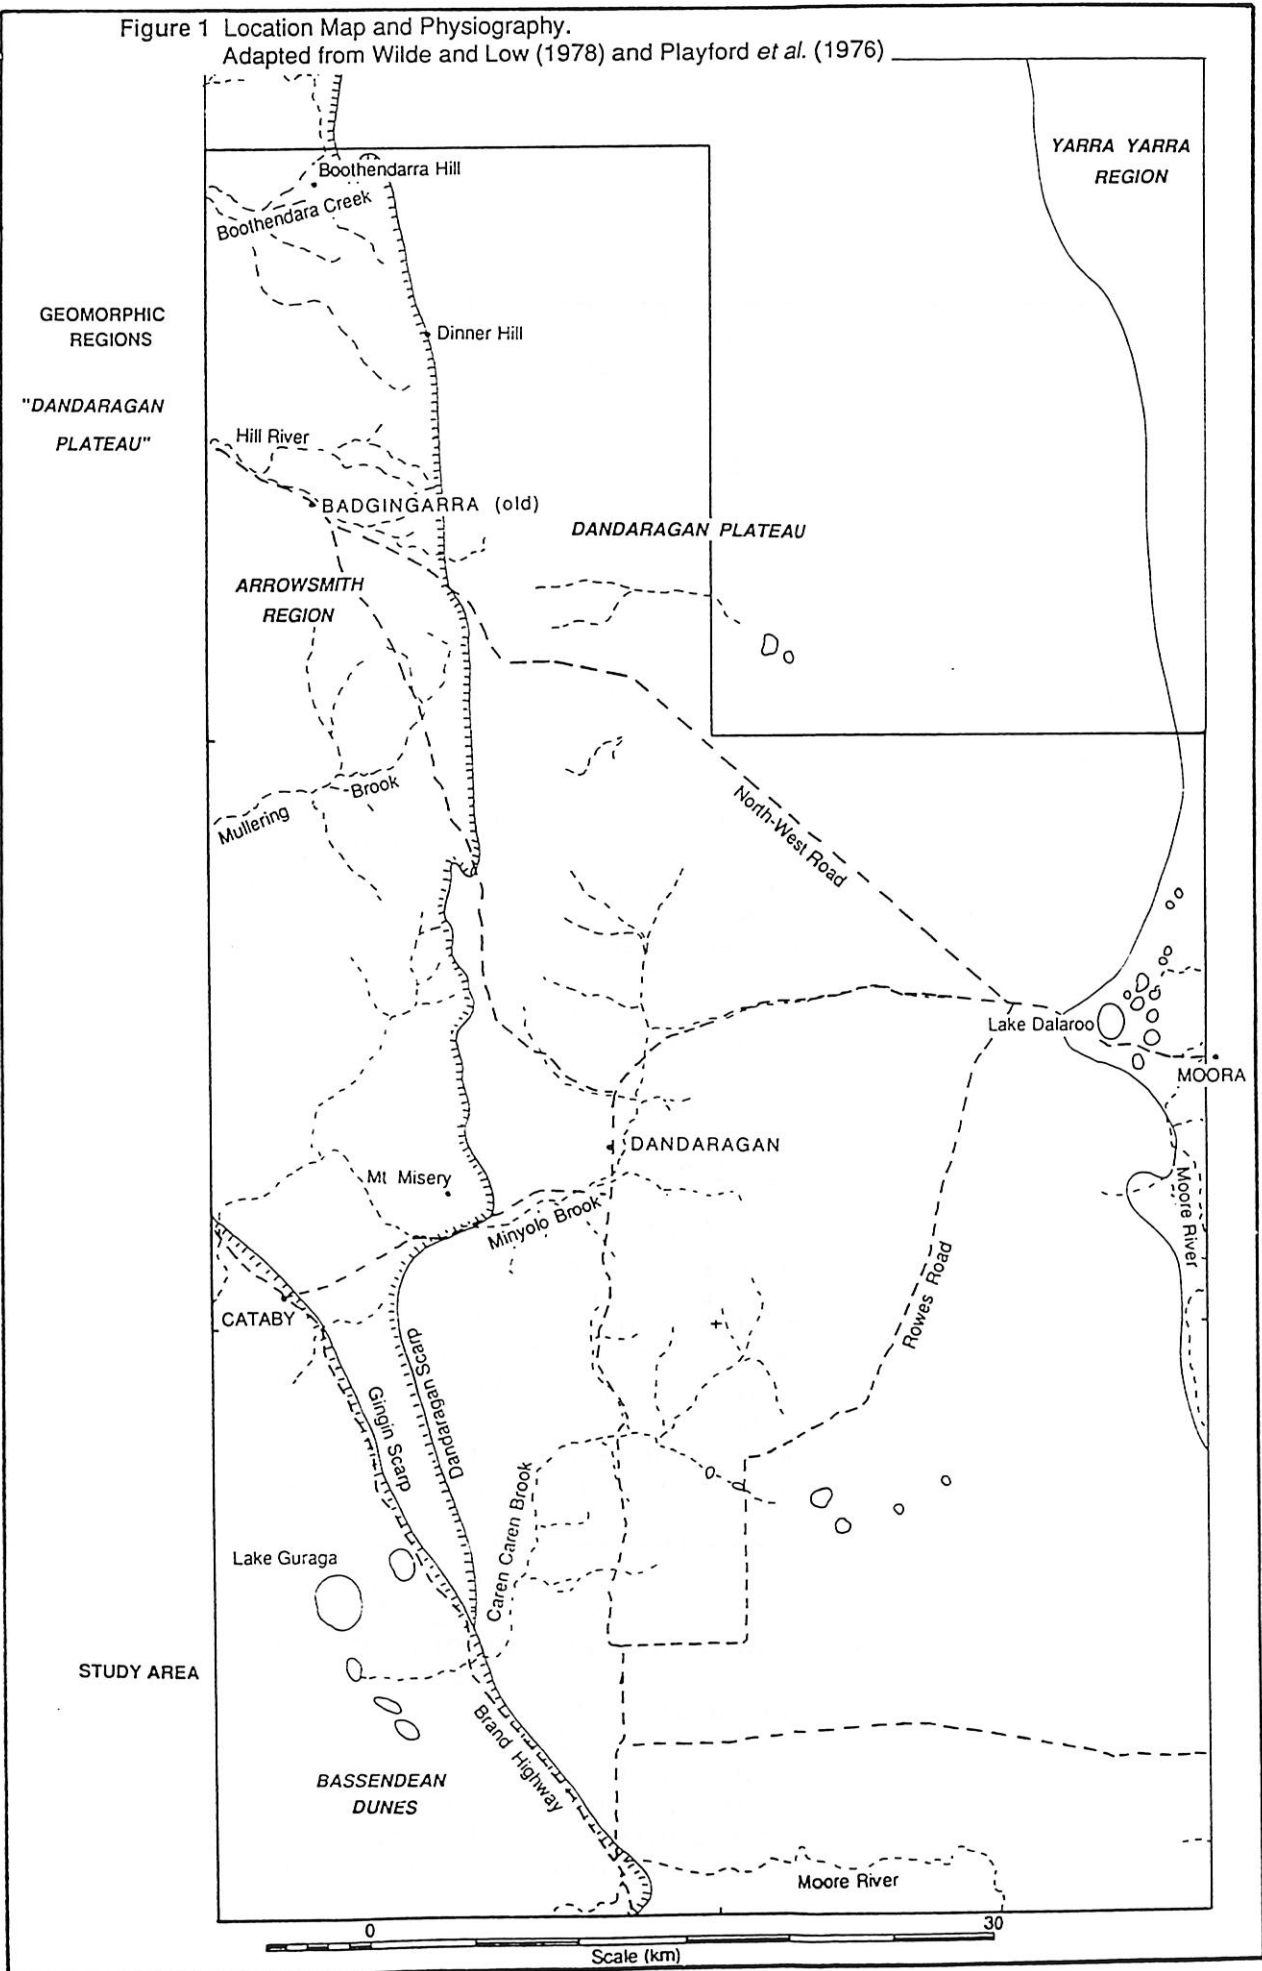 Figure 1 Location Map and Physiography.
Adapted from Wilde and Low (1978) and Playford et al. (1976)
YARRA YARRA
REGION
Boothendarra Hill
Boothendara Creek
GEOMORPHIC
REGIONS
Dinner Hill
"DANDARAGAN
PLATEAU"
Hill River
BADGINGARRA (old)
DANDARAGAN PLATEAU
ARROWSMITH
REGION
Mullering Brook
North-West Road
Lake Dalaroo
MOORA
DANDARAGAN
Mt Misery
Minyolo Brook
Moore River
Rowes Road
CATABY
Gingin Scarp
Dandaragan Scarp
Caren Caren Brook
Lake Guraga
STUDY AREA
Brand Highway
BASSENDEAN
DUNES
Moore River
0
30
Scale (km)